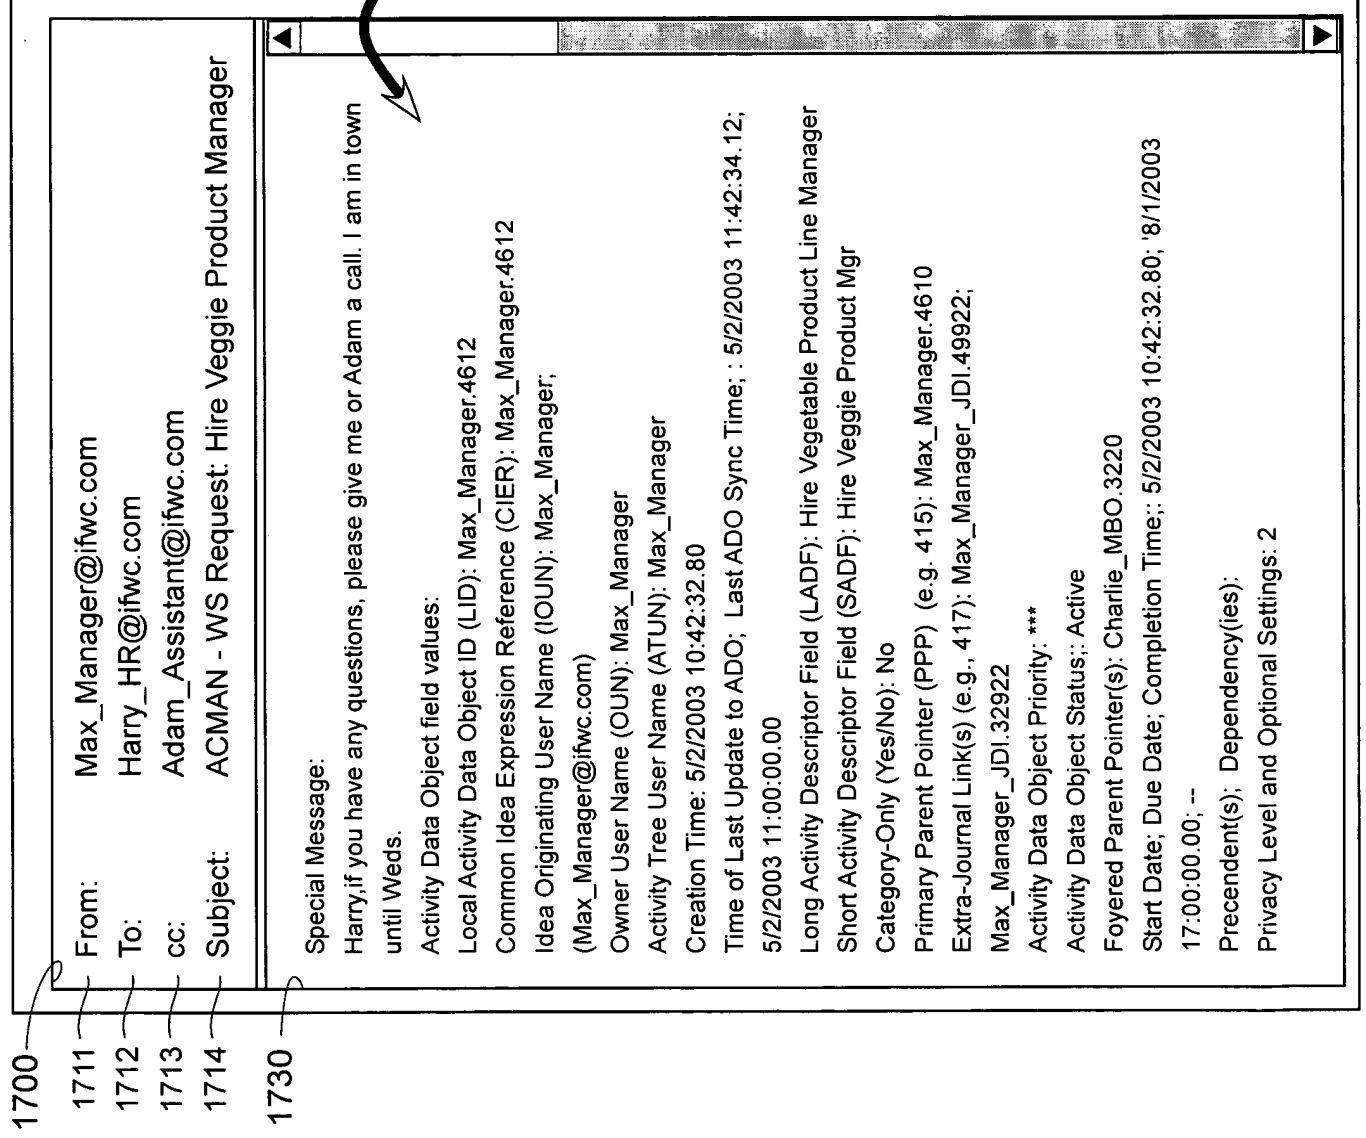 1700
1711 From: Max_Manager@ifwc.com
1712 To: Harry_HR@ifwc.com
1713 cc: Adam_Assistant@ifwc.com
1714 Subject: ACMAN - WS Request: Hire Veggie Product Manager
1730
Special Message:
Harry,if you have any questions, please give me or Adam a call. I am in town
until Weds.
Activity Data Object field values:
Local Activity Data Object ID (LID): Max_Manager.4612
Common Idea Expression Reference (CIER): Max_Manager.4612
Idea Originating User Name (IOUN): Max_Manager;
(Max_Manager@ifwc.com)
Owner User Name (OUN): Max_Manager
Activity Tree User Name (ATUN): Max_Manager
Creation Time: 5/2/2003 10:42:32.80
Time of Last Update to ADO;  Last ADO Sync Time; : 5/2/2003 11:42:34.12;
5/2/2003 11:00:00.00
Long Activity Descriptor Field (LADF): Hire Vegetable Product Line Manager
Short Activity Descriptor Field (SADF): Hire Veggie Product Mgr
Category-Only (Yes/No): No
Primary Parent Pointer (PPP)  (e.g. 415): Max_Manager.4610
Extra-Journal Link(s) (e.g., 417): Max_Manager_JDI.49922;
Max_Manager_JDI.32922
Activity Data Object Priority: ***
Activity Data Object Status;: Active
Foyered Parent Pointer(s): Charlie_MBO.3220
Start Date; Due Date; Completion Time;: 5/2/2003 10:42:32.80; '8/1/2003
17:00:00.00; --
Precendent(s);  Dependency(ies):
Privacy Level and Optional Settings: 2